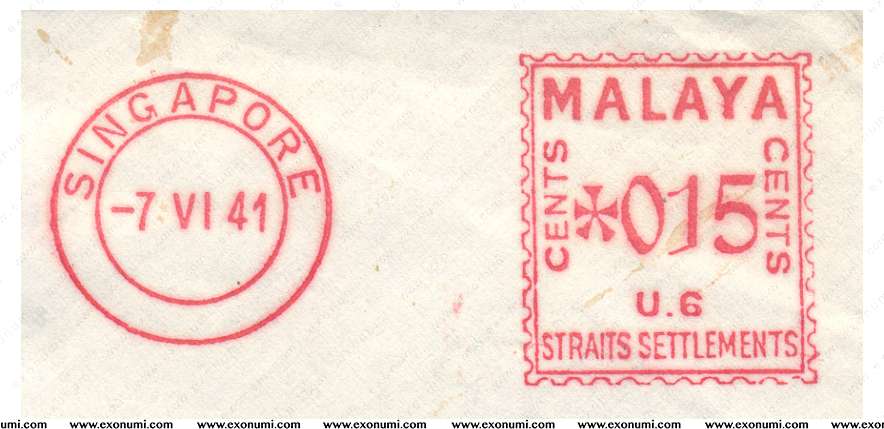 SINGAPORE
-7 VI 41
MALAYA
CENTS
015
CENTS
U.6
STRAITS SETTLEMENTS
www.exonumi.com www.exonumi.com www.exonumi.com www.exonumi.com www.exonumi.com www.exonumi.com